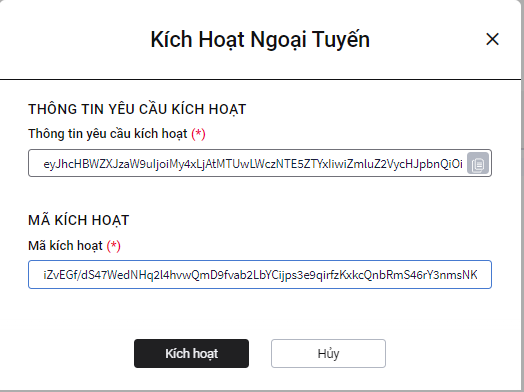 Kích Hoạt Ngoại Tuyến
THÔNG TIN YÊU CẦU KÍCH HOẠT
Thông tin yêu cầu kích hoạt (*)
eyJhcHBWZXJzaW9uIjoiMy4xLjAtMTUwLWczNTE5ZTYxIiwiZmluZ2VycHJpbnQiOi
MÃ KÍCH HOẠT
Mã kích hoạt (*)
iZvEGf/dS47WedNHq2l4hvwQmD9fvab2LbYCijps3e9qirfzKxkcQnbRmS46rY3nmsNK
Kích hoạt
Hủy